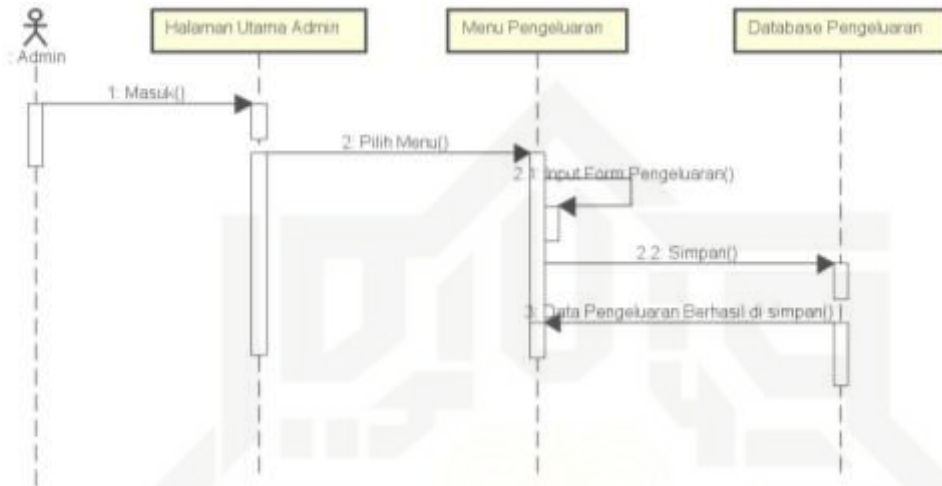 : Admin
Halaman Utama Admin
Menu Pengeluaran
Database Pengeluaran
1: Masuk()
2: Pilih Menu()
2.1: Input Form Pengeluaran()
2.2: Simpan()
3: Data Pengeluaran Berhasil di simpan()